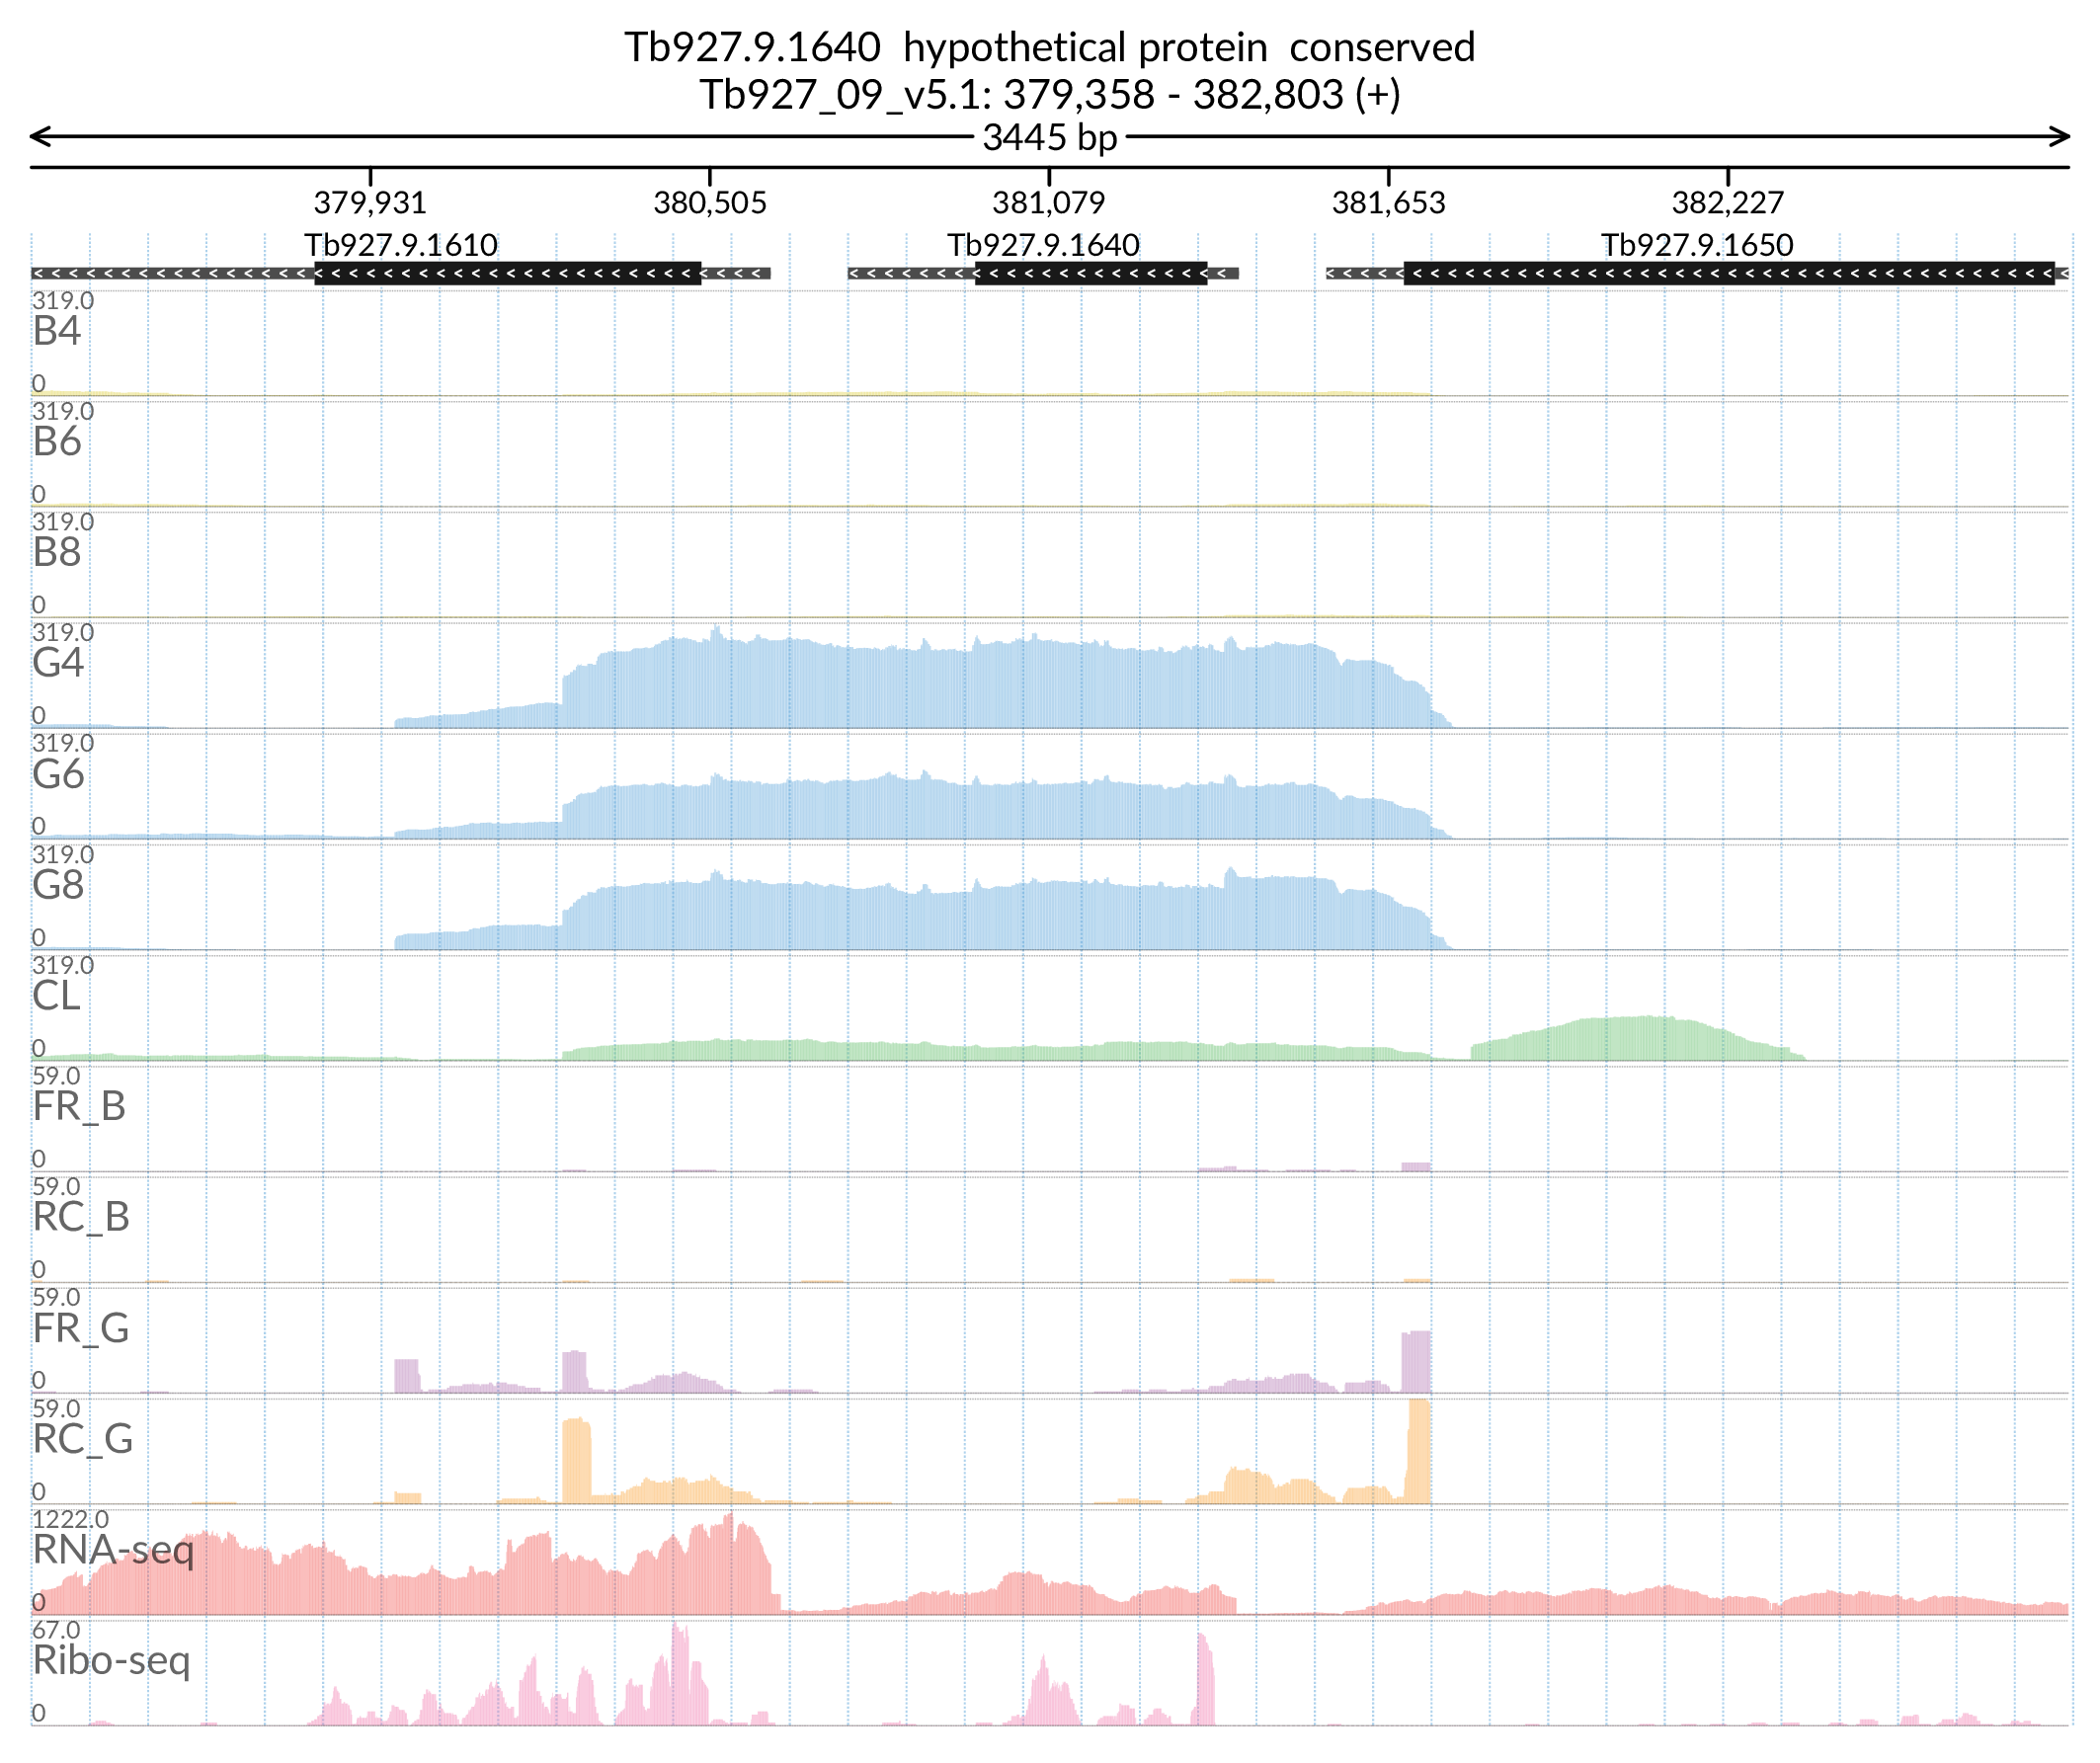 Tb927.9.1640 hypothetical protein conserved
Tb927_09_v5.1: 379,358 - 382,803 (+)
3445 bp
379,931 380,505 381,079 381,653 382,227
Tb927.9.1610 Tb927.9.1640 Tb927.9.1650
319.0
B4
0
319.0
B6
0
319.0
B8
0
319.0
G4
0
319.0
G6
0
319.0
G8
0
319.0
CL
0
59.0
FR_B
0
59.0
RC_B
0
59.0
FR_G
0
59.0
RC_G
0
1222.0
RNA-seq
0
67.0
Ribo-seq
0